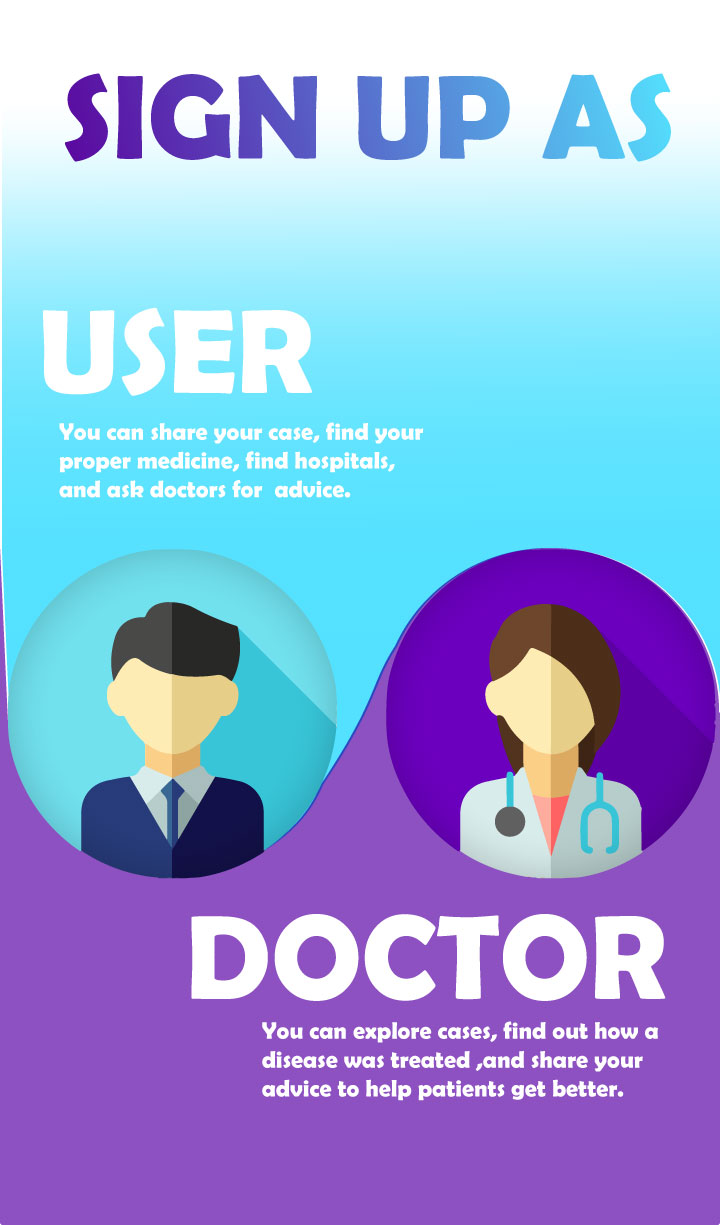 SIGN UP AS
USER
You can share your case, find your
proper medicine, find hospitals,
and ask doctors for  advice.
DOCTOR
You can explore cases, find out how a
disease was treated ,and share your
advice to help patients get better.